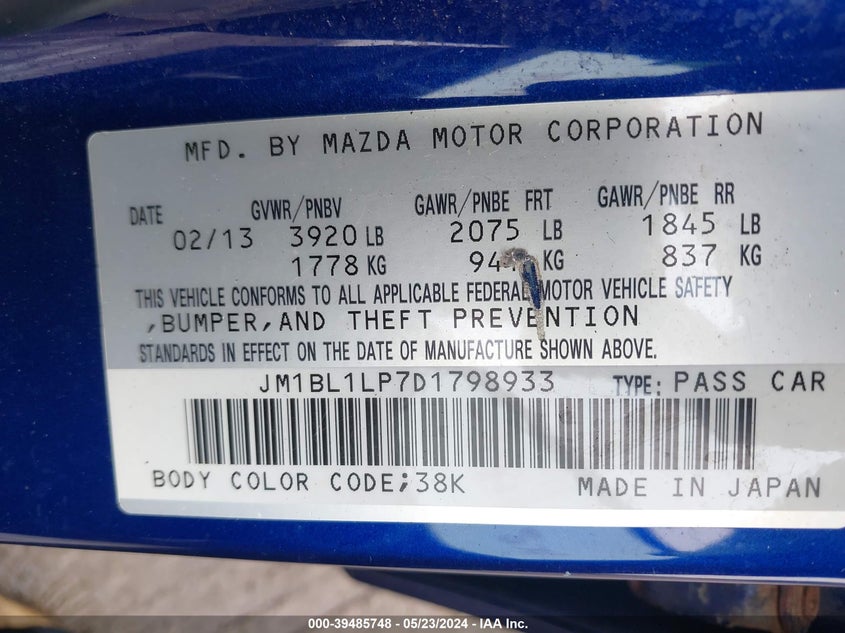 MFD. BY MAZDA MOTOR CORPORATION
DATE GVWR/PNBV GAWR/PNBE FRT GAWR/PNBE RR
02/13 3920 LB 2075 LB 1845 LB
1778 KG KG 837 KG
THIS VEHICLE CONFORMS TO ALL APPLICABLE FEDERAL MOTOR VEHICLE SAFETY
,BUMPER,AND THEFT PREVENTION
STANDARDS IN EFFECT ON THE DATE OF MANUFACTURE SHOWN ABOVE.
JM1BL1LP7D1798933 TYPE: PASS CAR
BODY COLOR CODE;38K MADE IN JAPAN
000-39485748 - 05/23/2024 - IAA Inc.